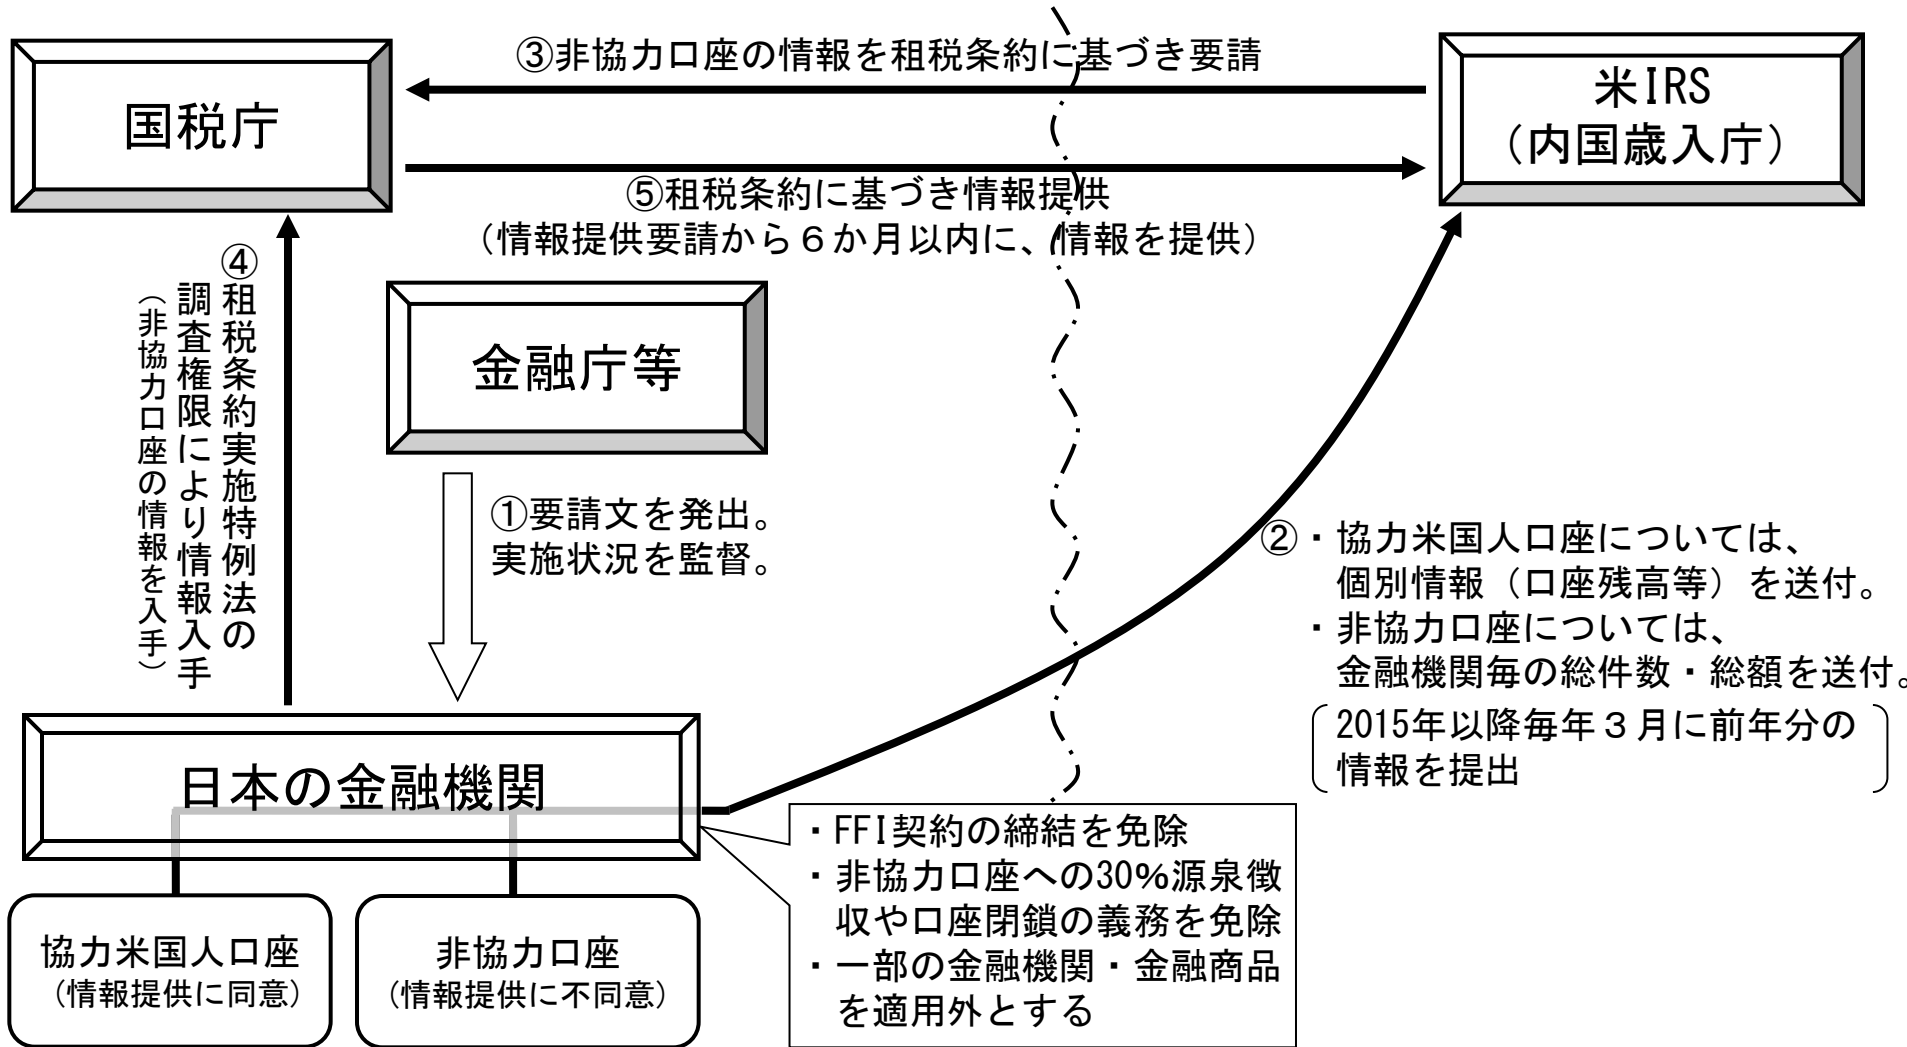 ③非協力口座の情報を租税条約に基づき要請
国税庁
米IRS
(内国歳入庁)
⑤租税条約に基づき情報提供
(情報提供要請から６か月以内に、情報を提供)
④租税条約実施特例法の
調査権限により情報入手
(非協力口座の情報を入手)
金融庁等
①要請文を発出。
実施状況を監督。
②・協力米国人口座については、
個別情報（口座残高等）を送付。
・非協力口座については、
金融機関毎の総件数・総額を送付。
2015年以降毎年３月に前年分の
情報を提出
日本の金融機関
・FFI契約の締結を免除
・非協力口座への30%源泉徴
収や口座閉鎖の義務を免除
・一部の金融機関・金融商品
を適用外とする
協力米国人口座
(情報提供に同意)
非協力口座
(情報提供に不同意)